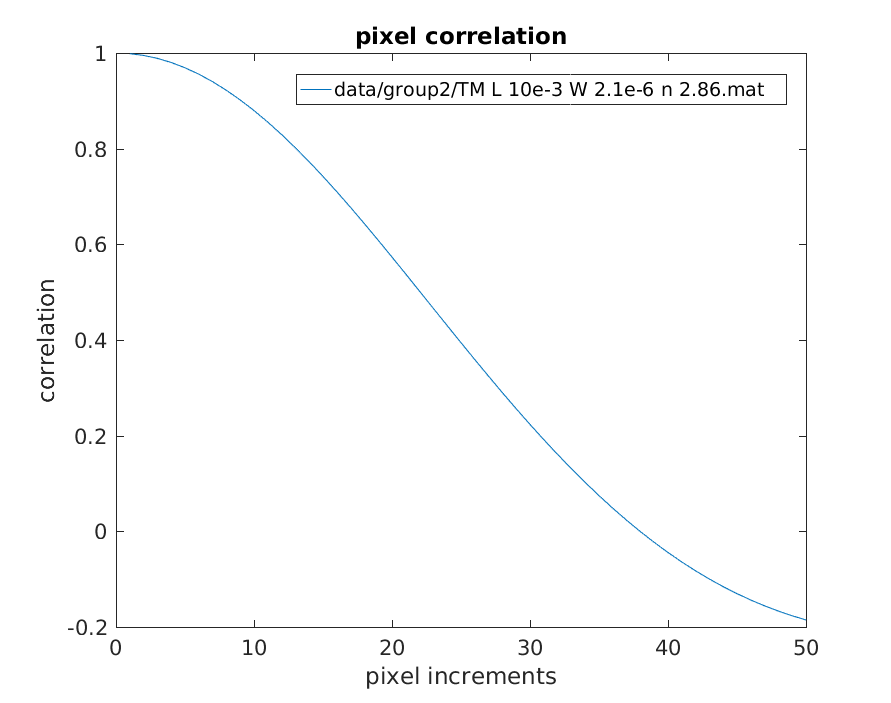 pixel correlation
data/group2/TM L 10e-3 W 2.1e-6 n 2.86.mat
1
0.8
0.6
0.4
0.2
0
-0.2
correlation
0 10 20 30 40 50
pixel increments